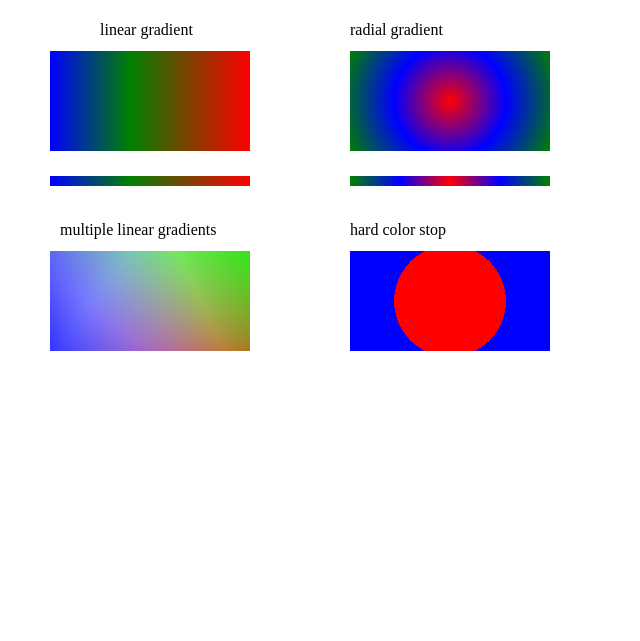 linear gradient
radial gradient
multiple linear gradients
hard color stop